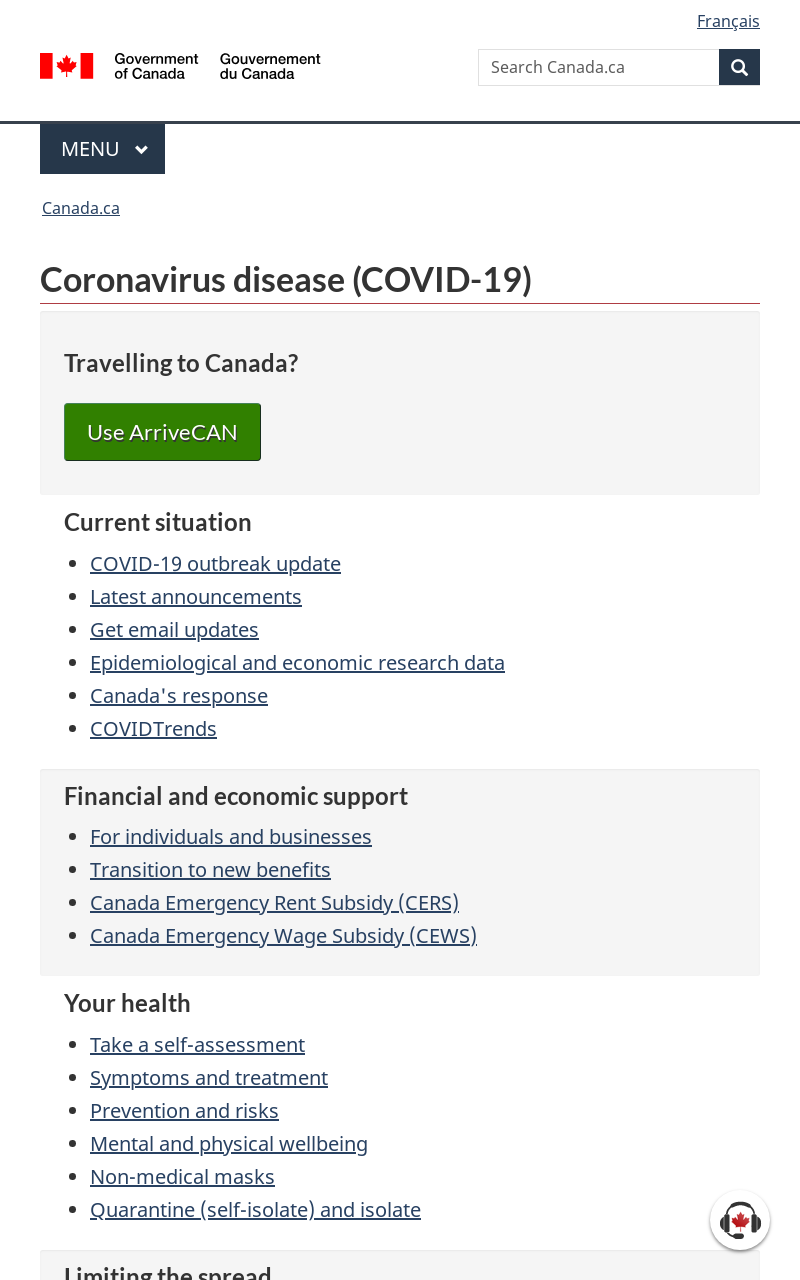 Français
Government of Canada
Gouvernement du Canada
Search Canada.ca
MENU
Canada.ca
Coronavirus disease (COVID-19)
Travelling to Canada?
Use ArriveCAN
Current situation
COVID-19 outbreak update
Latest announcements
Get email updates
Epidemiological and economic research data
Canada's response
COVIDTrends
Financial and economic support
For individuals and businesses
Transition to new benefits
Canada Emergency Rent Subsidy (CERS)
Canada Emergency Wage Subsidy (CEWS)
Your health
Take a self-assessment
Symptoms and treatment
Prevention and risks
Mental and physical wellbeing
Non-medical masks
Quarantine (self-isolate) and isolate
Limiting the spread